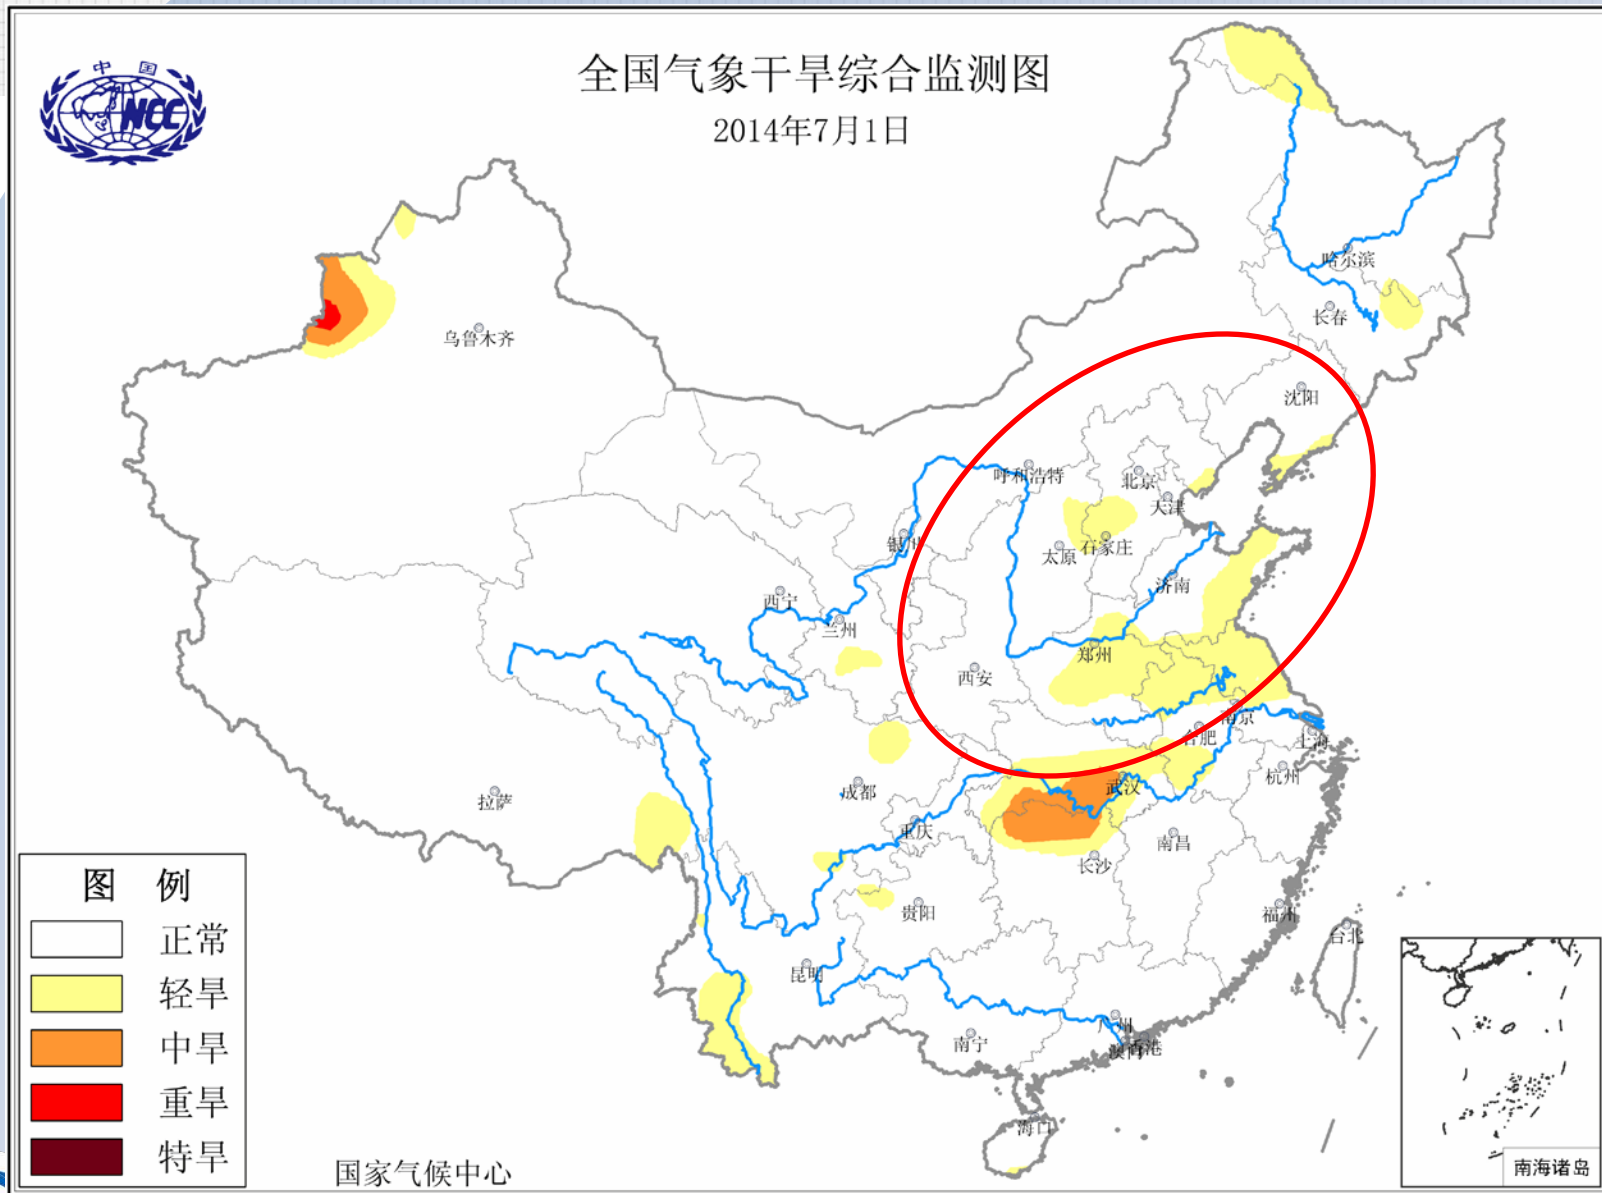 全国气象干旱综合监测图
2014年7月1日
中国
NCC
哈尔滨
长春
乌鲁木齐
沈阳
呼和浩特
北京
天津
银川
太原
石家庄
济南
西宁
兰州
郑州
西安
南京
合肥
上海
杭州
武汉
成都
拉萨
重庆
南昌
长沙
贵阳
福州
台北
昆明
广州
南宁
澳门
香港
海口
图 例
正常
轻旱
中旱
重旱
特旱
国家气候中心
南海诸岛